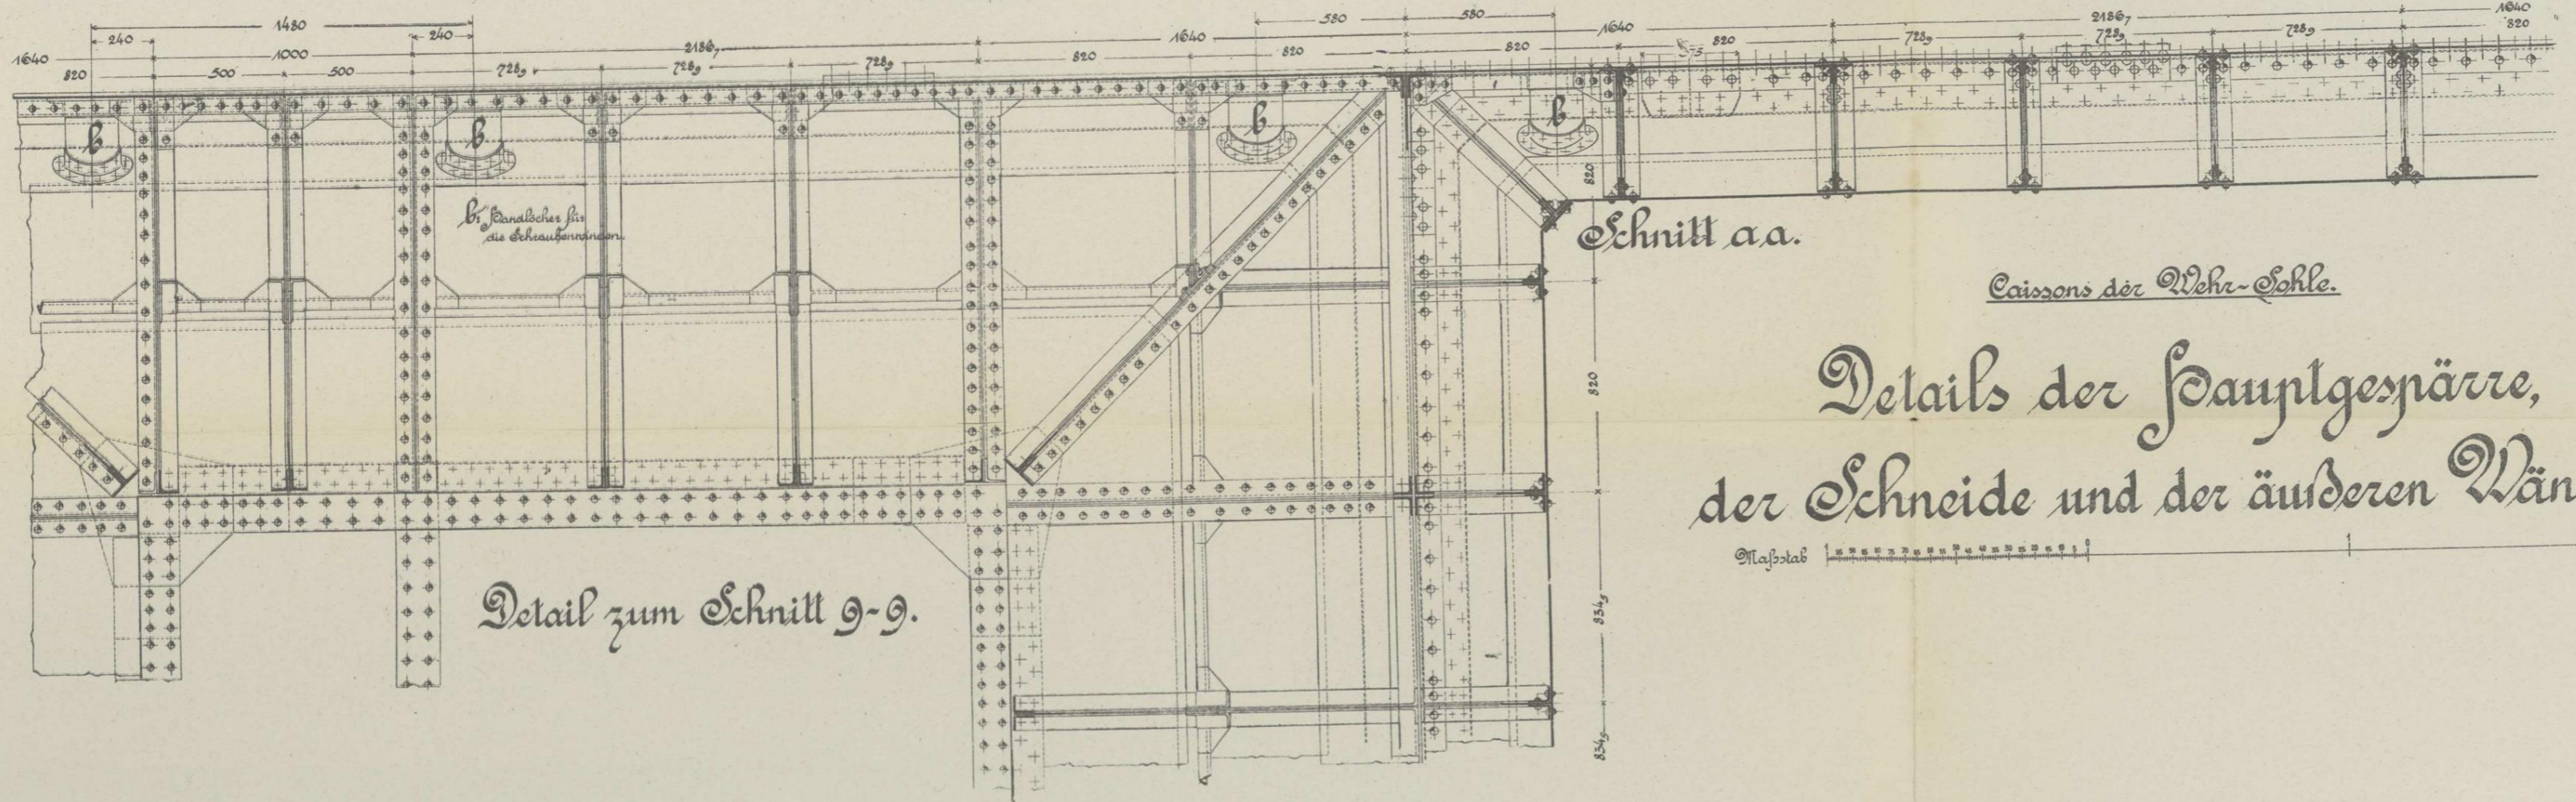 1480
580
580
2186,7
1640
240
240
1640
1640
820
1640
1000
2186,7
820
820
820
820
728,9
728,9
728,9
820
500
500
728,9
728,9
728,9
b
b
b
b
b: Handlöcher für
die Schraubenwinden.
820
Schnitt a.a.
Caissons der Wehr-Sohle.
820
Details der Hauptgespärre,
der Schneide und der äußeren Wän
Maßstab
834,5
Detail zum Schnitt 9-9.
834,5